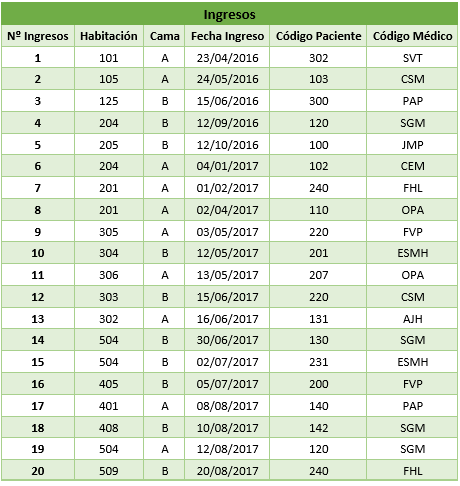 Ingresos
Nº Ingresos Habitación Cama Fecha Ingreso Código Paciente Código Médico
1 101 A 23/04/2016 302 SVT
2 105 A 24/05/2016 103 CSM
3 125 B 15/06/2016 300 PAP
4 204 B 12/09/2016 120 SGM
5 205 B 12/10/2016 100 JMP
6 204 A 04/01/2017 102 CEM
7 201 A 01/02/2017 240 FHL
8 201 A 02/04/2017 110 OPA
9 305 A 03/05/2017 220 FVP
10 304 B 12/05/2017 201 ESMH
11 306 A 13/05/2017 207 OPA
12 303 B 15/06/2017 220 CSM
13 302 A 16/06/2017 131 AJH
14 504 B 30/06/2017 130 SGM
15 504 B 02/07/2017 231 ESMH
16 405 B 05/07/2017 200 FVP
17 401 A 08/08/2017 140 PAP
18 408 B 10/08/2017 142 SGM
19 504 A 12/08/2017 120 SGM
20 509 B 20/08/2017 240 FHL